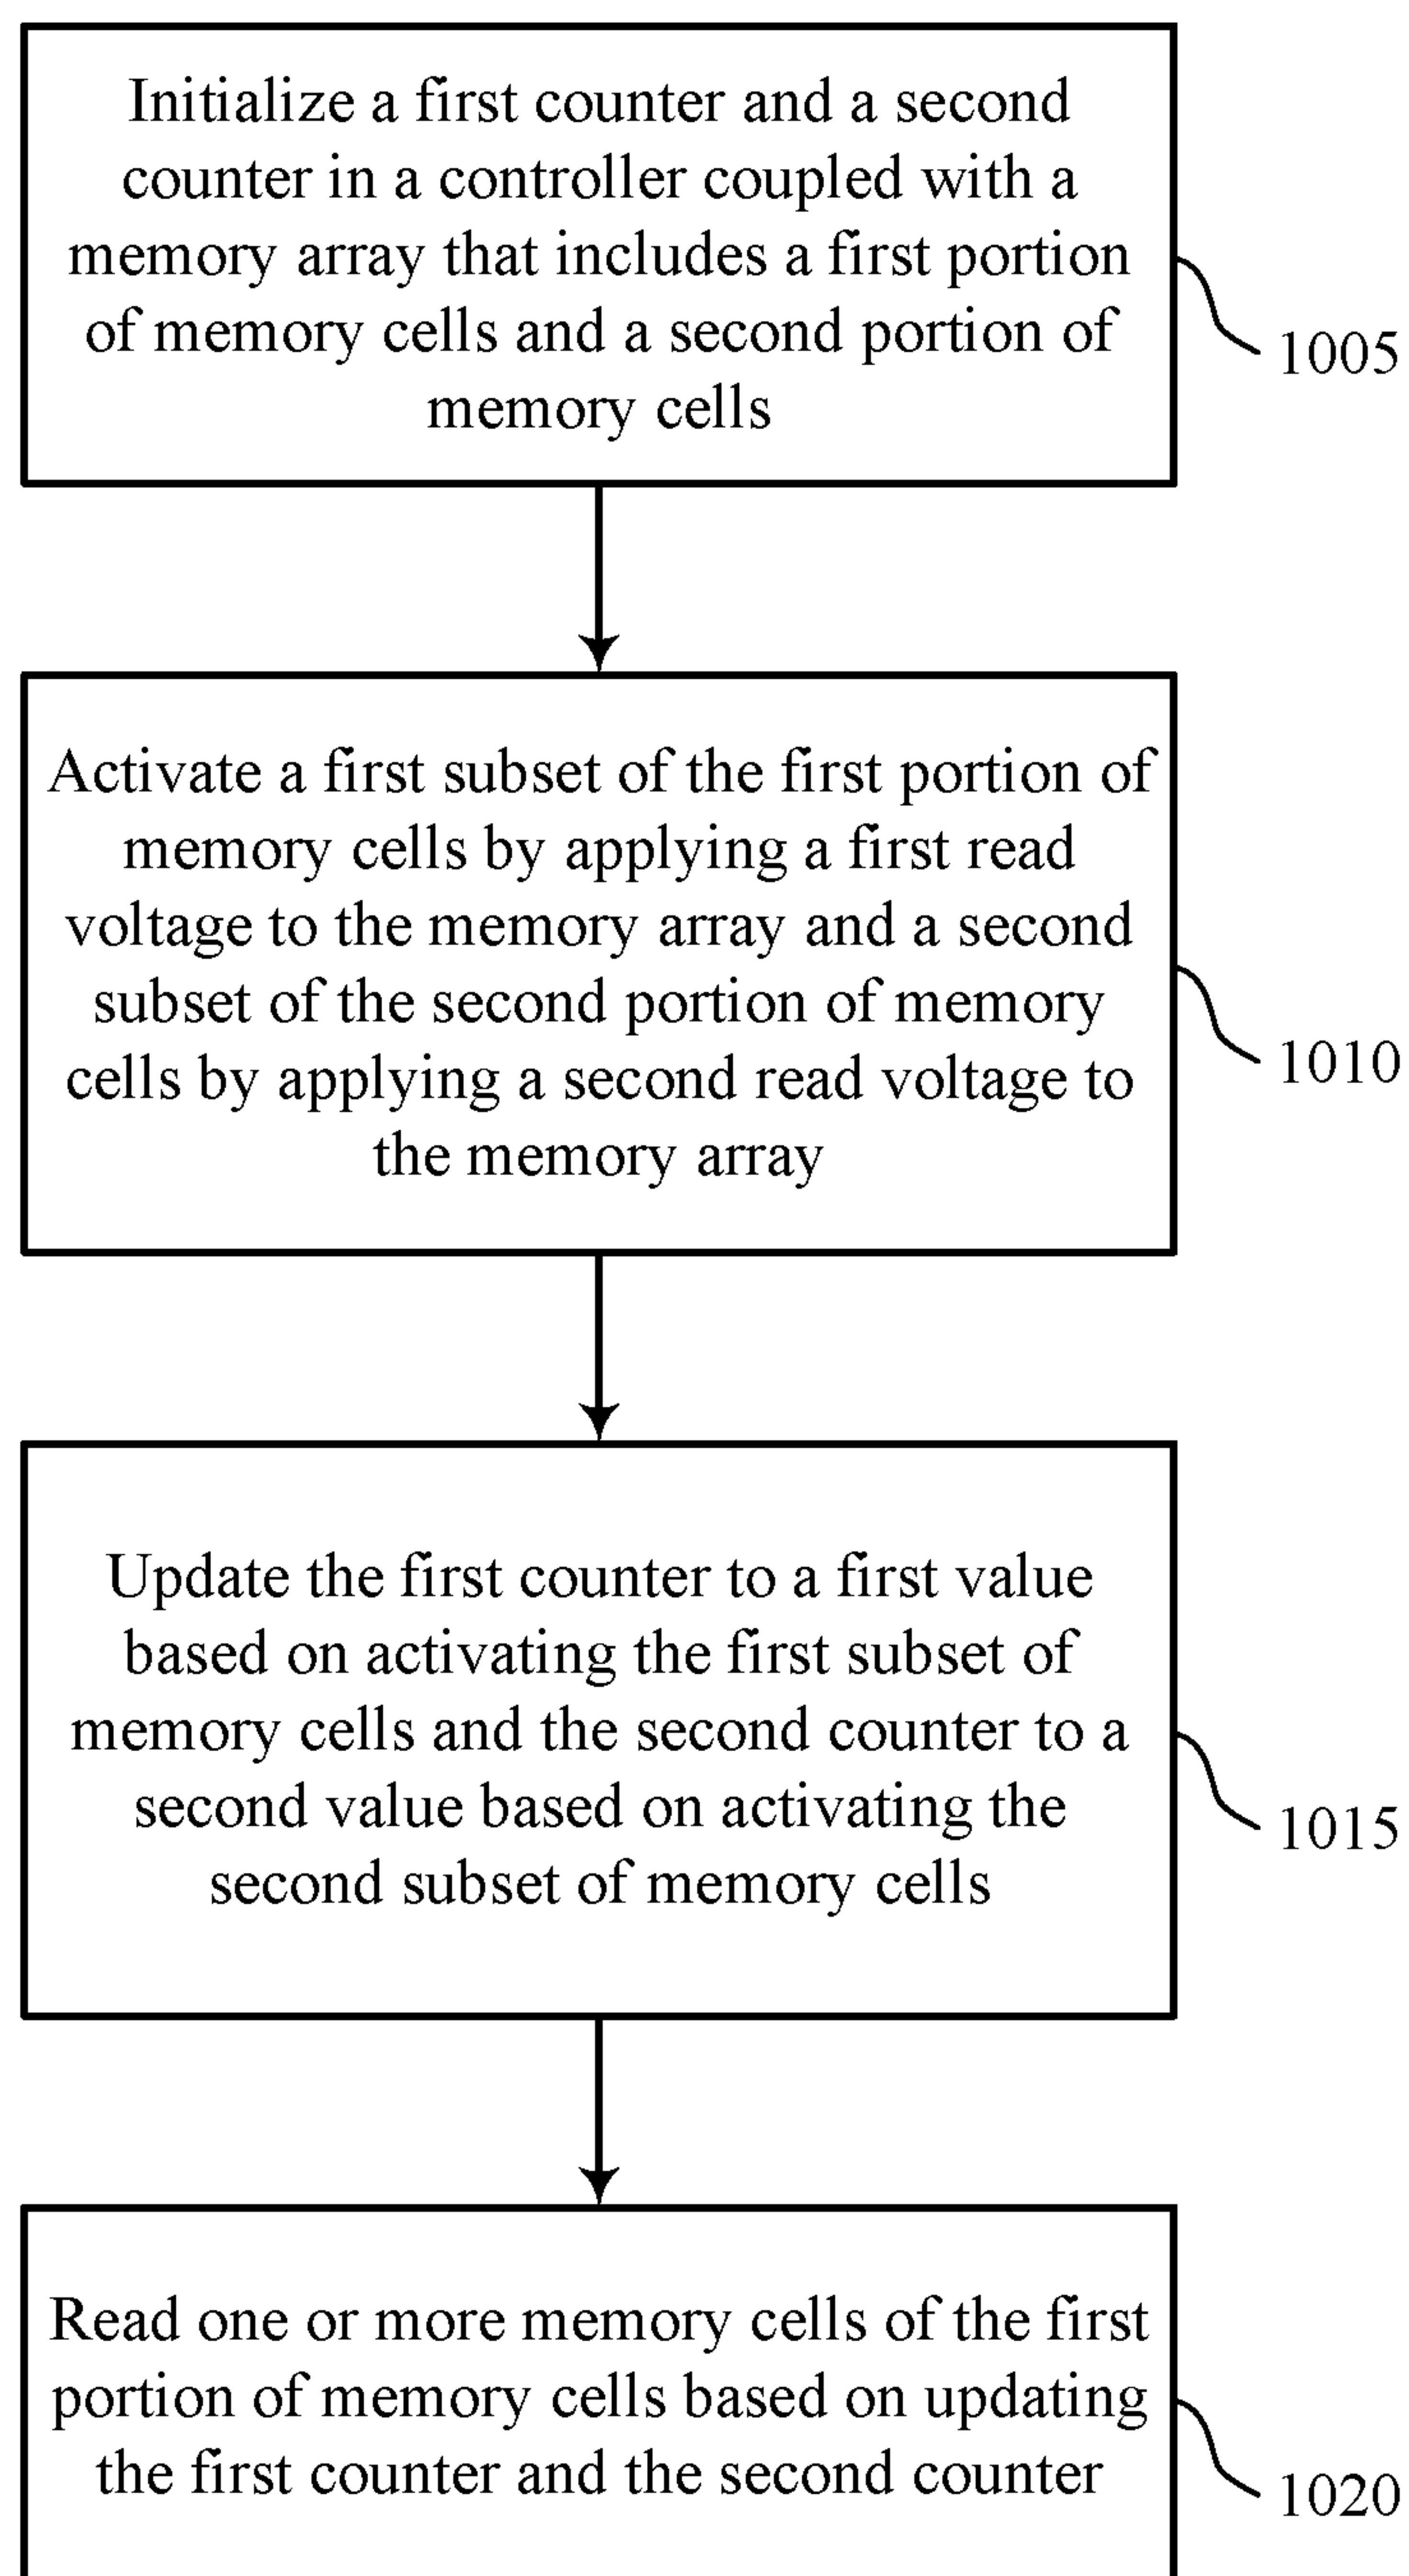 Initialize a first counter and a second
counter in a controller coupled with a
memory array that includes a first portion
of memory cells and a second portion of
memory cells
1005
Activate a first subset of the first portion of
memory cells by applying a first read
voltage to the memory array and a second
subset of the second portion of memory
cells by applying a second read voltage to
the memory array
1010
Update the first counter to a first value
based on activating the first subset of
memory cells and the second counter to a
second value based on activating the
second subset of memory cells
1015
Read one or more memory cells of the first
portion of memory cells based on updating
the first counter and the second counter
1020